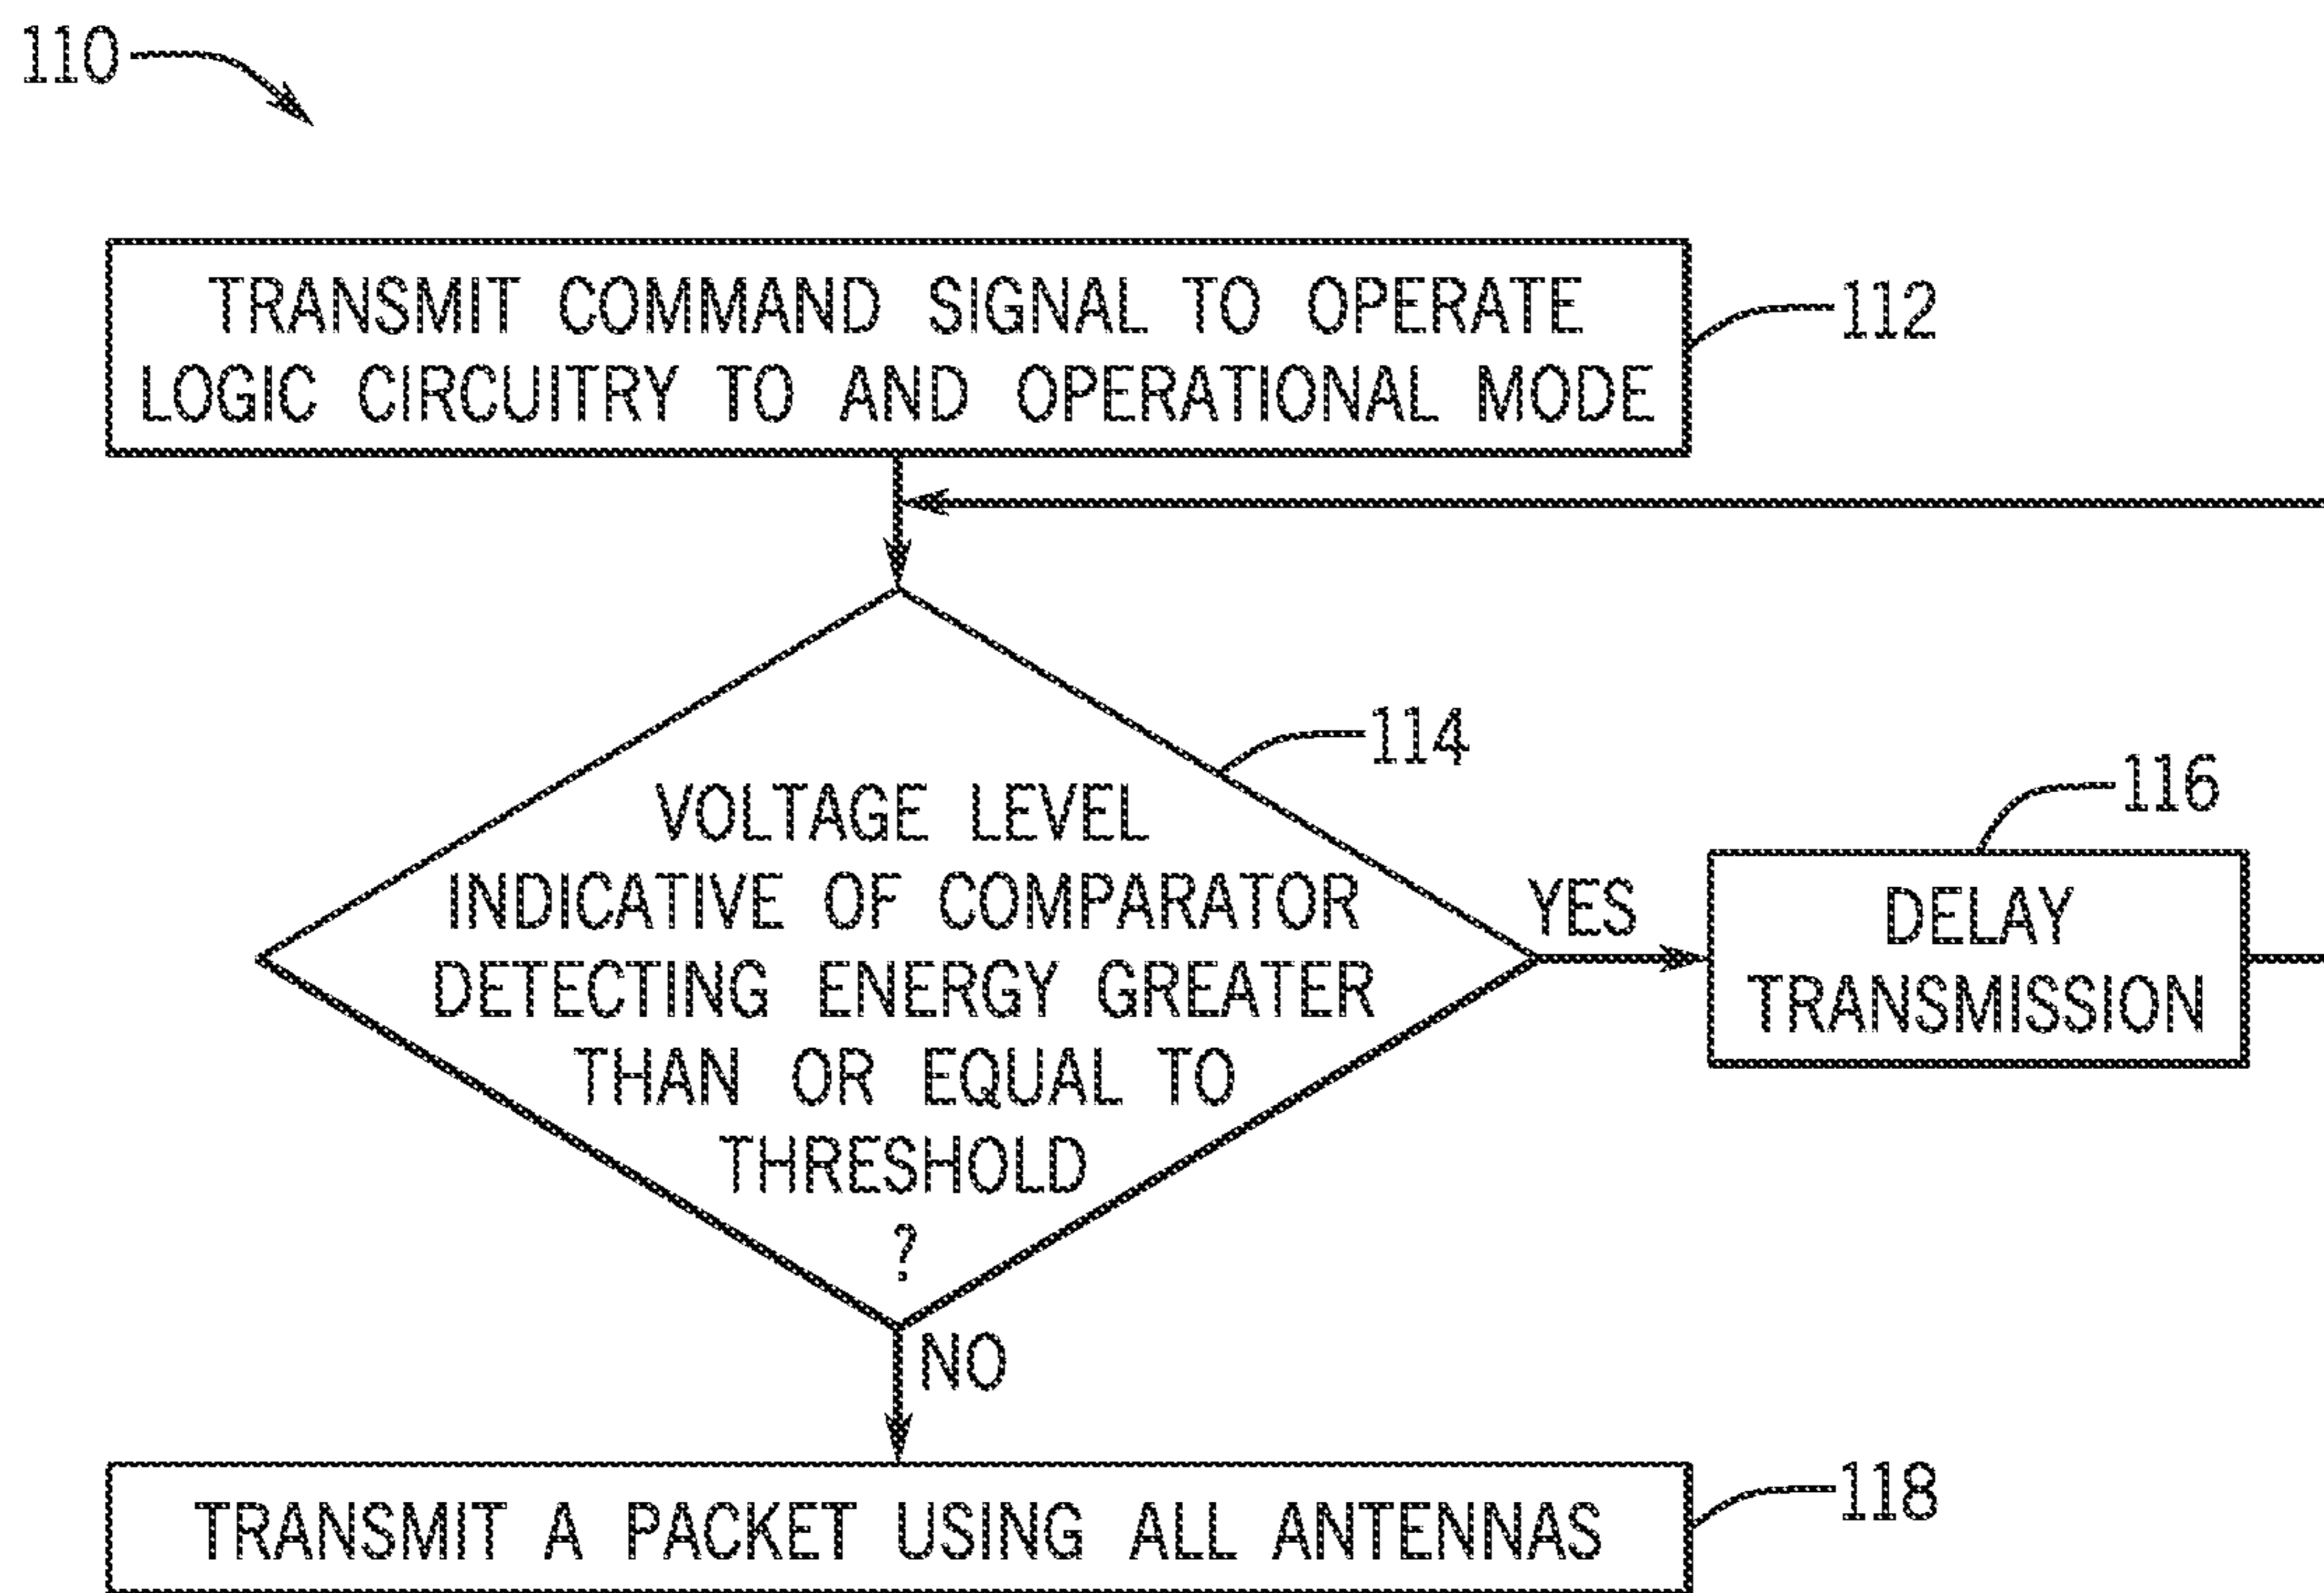 110
TRANSMIT COMMAND SIGNAL TO OPERATE
LOGIC CIRCUITRY TO AND OPERATIONAL MODE
112
114
VOLTAGE LEVEL
INDICATIVE OF COMPARATOR
DETECTING ENERGY GREATER
THAN OR EQUAL TO
THRESHOLD
?
YES
116
DELAY
TRANSMISSION
NO
TRANSMIT A PACKET USING ALL ANTENNAS
118